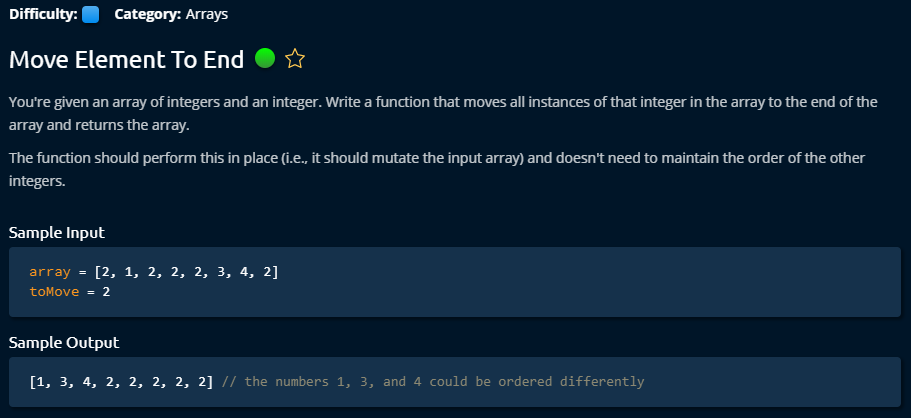 Difficulty: Category: Arrays
Move Element To End
You're given an array of integers and an integer. Write a function that moves all instances of that integer in the array to the end of the
array and returns the array.
The function should perform this in place (i.e., it should mutate the input array) and doesn't need to maintain the order of the other
integers.
Sample Input
array = [2, 1, 2, 2, 2, 3, 4, 2]
toMove = 2
Sample Output
[1, 3, 4, 2, 2, 2, 2, 2] // the numbers 1, 3, and 4 could be ordered differently